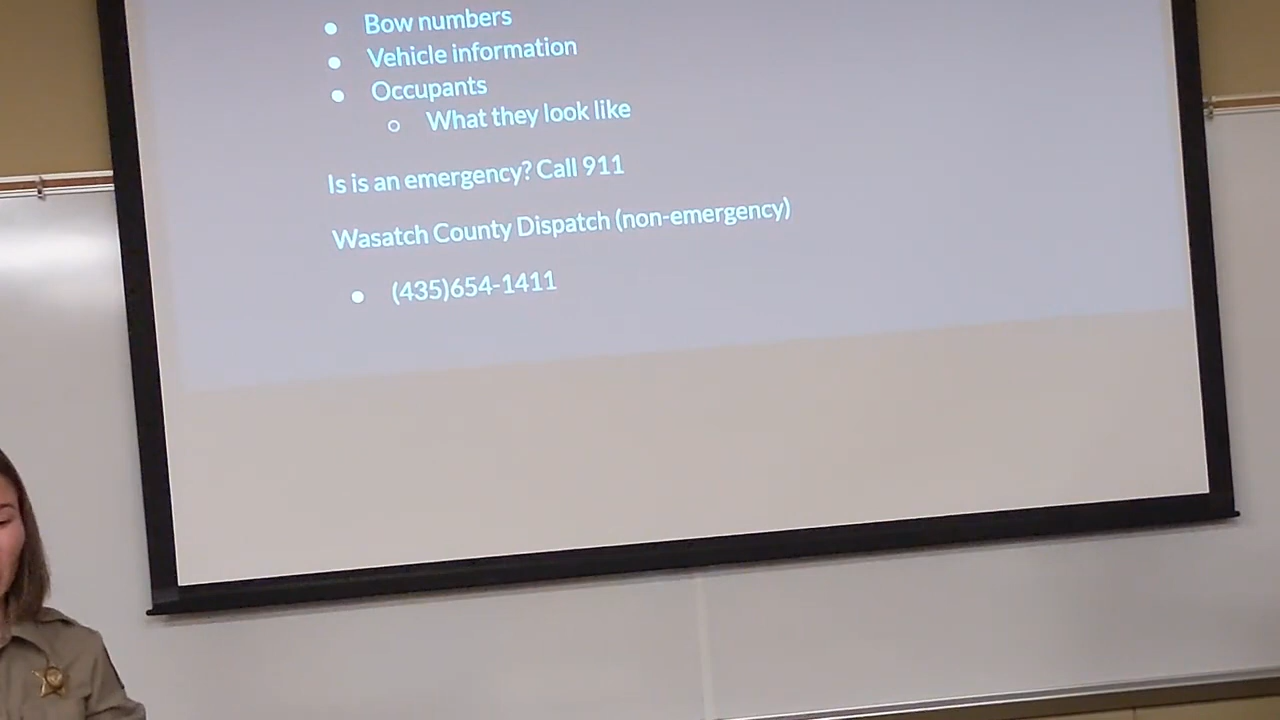 ● Bow numbers
● Vehicle information
● Occupants
○ What they look like
Is is an emergency? Call 911
Wasatch County Dispatch (non-emergency)
● (435)654-1411